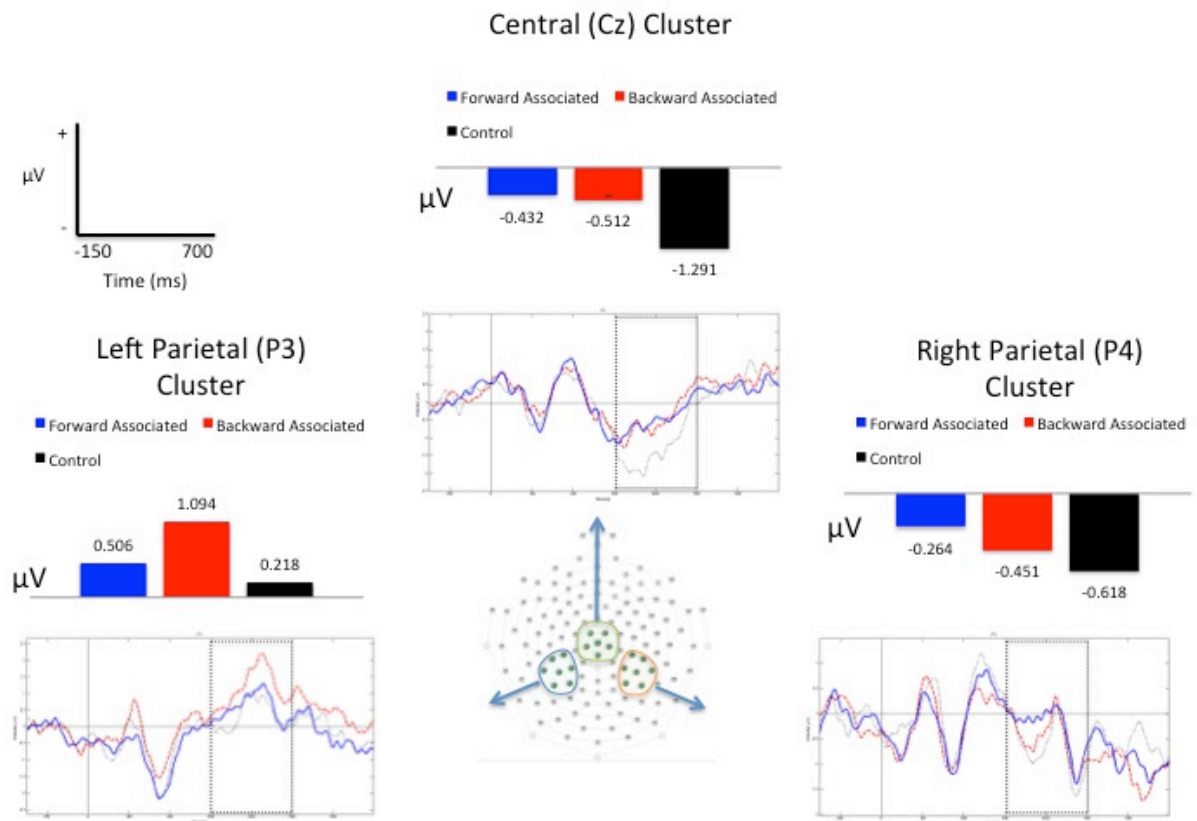 Central (Cz) Cluster
Forward Associated Backward Associated
Control
μV
-0.432
-0.512
-1.291
+
μV
-
-150 700
Time (ms)
Left Parietal (P3)
Cluster
Forward Associated Backward Associated
Control
1.094
0.506
0.218
μV
Right Parietal (P4)
Cluster
Forward Associated Backward Associated
Control
μV
-0.264
-0.451
-0.618